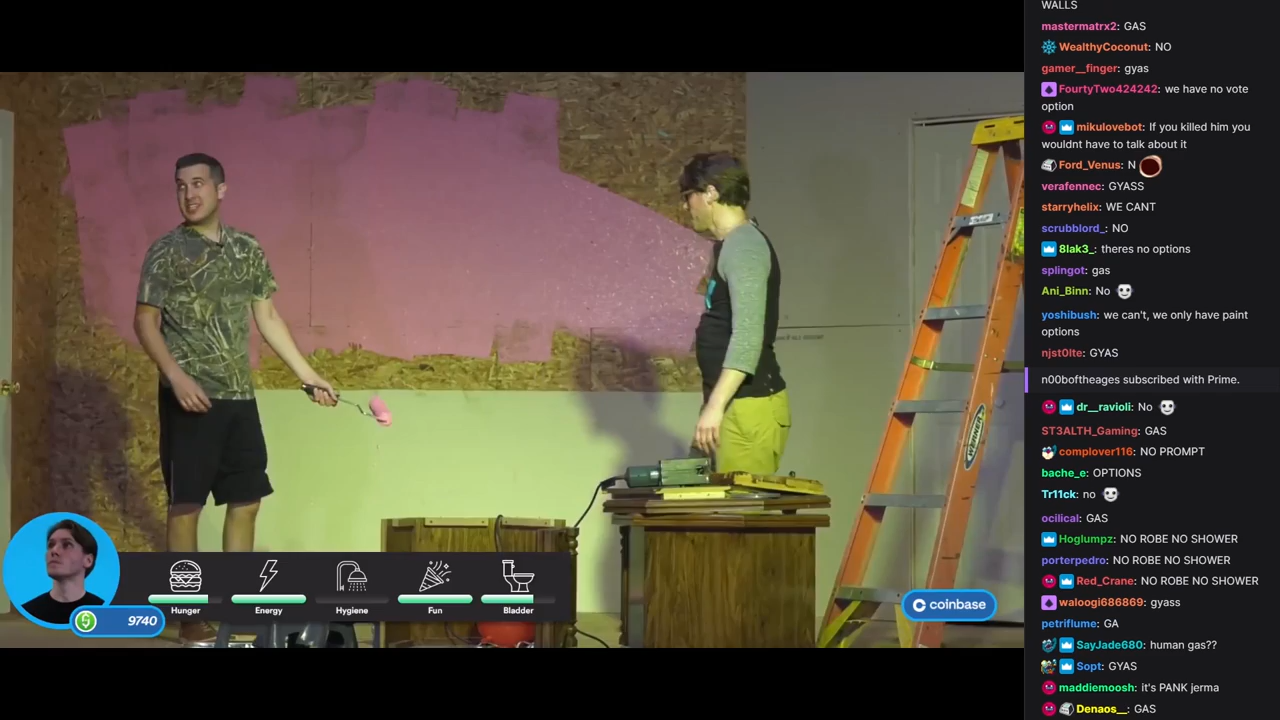 WALLS
mastermatrx2: GAS
WealthyCoconut: NO
gamer__finger: gyas
FourtyTwo424242: we have no vote
option
mikulovebot: If you killed him you
wouldnt have to talk about it
Ford_Venus: N
verafennec: GYASS
starryhelix: WE CANT
scrubblord_: NO
8lak3_: theres no options
splingot: gas
Ani_Binn: No
yoshibush: we can't, we only have paint
options
njst0lte: GYAS
n00boftheages subscribed with Prime.
dr__ravioli: No
ST3ALTH_Gaming: GAS
complover116: NO PROMPT
bache_e: OPTIONS
Tr11ck: no
ocilical: GAS
Hoglumpz: NO ROBE NO SHOWER
porterpedro: NO ROBE NO SHOWER
Red_Crane: NO ROBE NO SHOWER
waloogi686869: gyass
petriflume: GA
SayJade680: human gas??
Sopt: GYAS
maddiemoosh: it's PANK jerma
Denaos__: GAS
WERNER
Hunger
Energy
Hygiene
Fun
Bladder
9740
coinbase